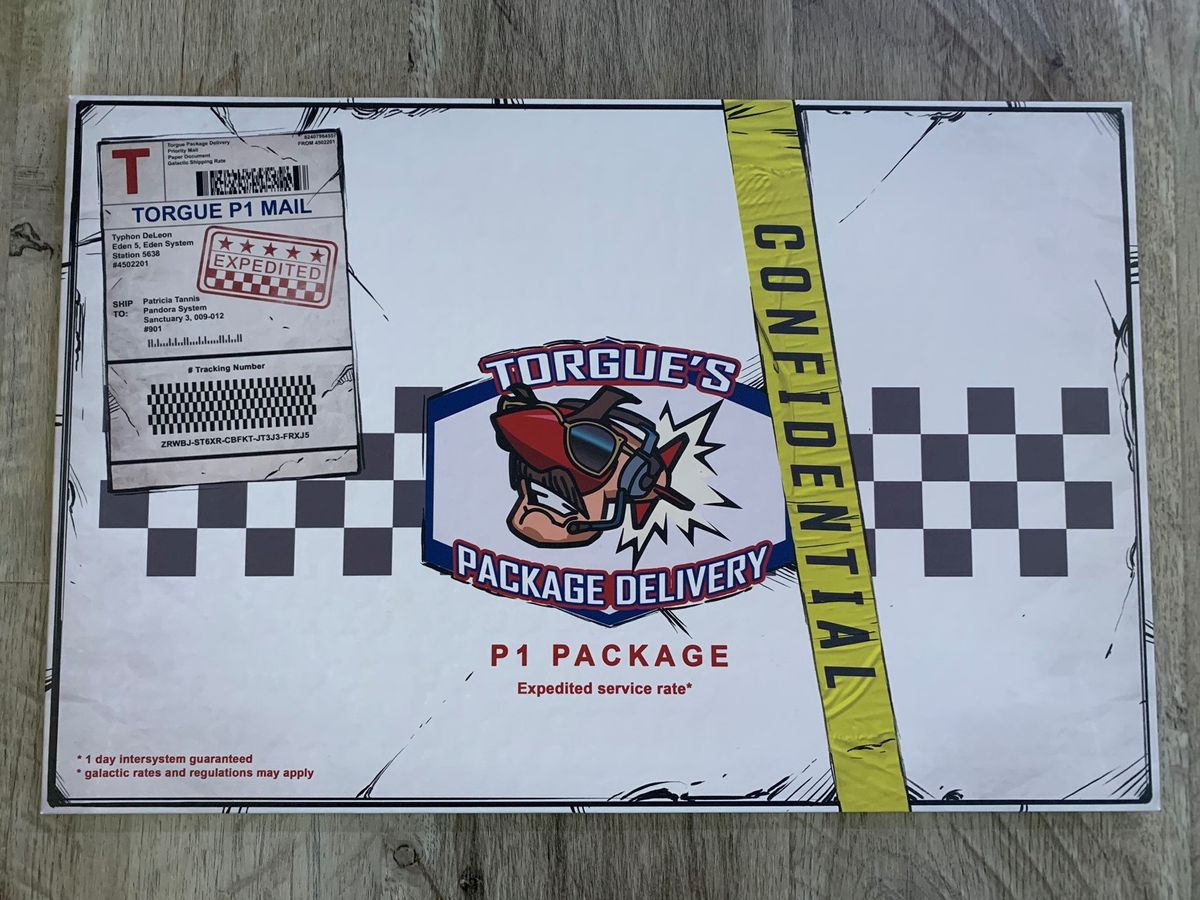 T
Torgue Package Delivery
Priority Mail
Paper Document
Galactic Shipping Rate
FROM 4502201
TORGUE P1 MAIL
Typhon DeLeon
Eden 5, Eden System
Station 5638
#4502201
EXPEDITED
SHIP TO:
Patricia Tannis
Pandora System
Sanctuary 3, 009-012
#901
# Tracking Number
ZRWBJ-ST6XR-CBFKT-JT3J3-FRXJ5
CONFIDENTIAL
TORGUE'S
PACKAGE DELIVERY
P1 PACKAGE
Expedited service rate*
* 1 day intersystem guaranteed
* galactic rates and regulations may apply